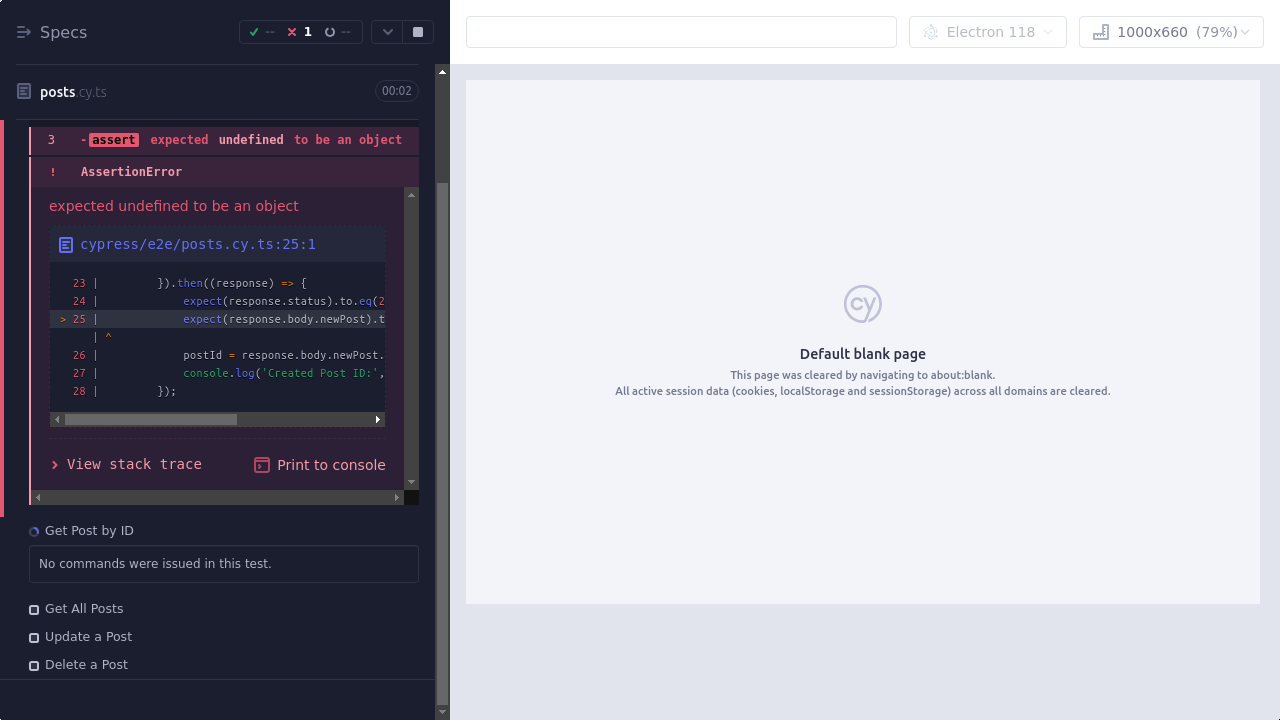 Specs
-- 1 --
posts.cy.ts 00:02
3 -assert expected undefined to be an object
! AssertionError
expected undefined to be an object
cypress/e2e/posts.cy.ts:25:1
23 | }).then((response) => {
24 | expect(response.status).to.eq(2
> 25 | expect(response.body.newPost).t
| ^
26 | postId = response.body.newPost.
27 | console.log('Created Post ID:',
28 | });
View stack trace
Print to console
Get Post by ID
No commands were issued in this test.
Get All Posts
Update a Post
Delete a Post
Electron 118
1000x660 (79%)
cy
Default blank page
This page was cleared by navigating to about:blank.
All active session data (cookies, localStorage and sessionStorage) across all domains are cleared.